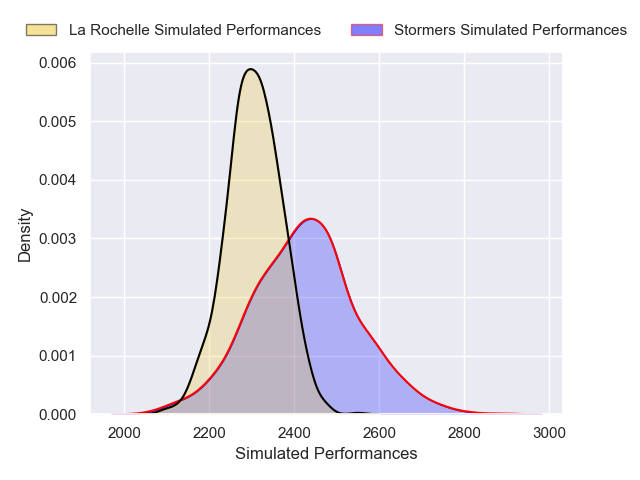 La Rochelle Simulated Performances
Stormers Simulated Performances
0.006
0.005
0.004
0.003
0.002
0.001
0.000
Density
2000 2200 2400 2600 2800 3000
Simulated Performances